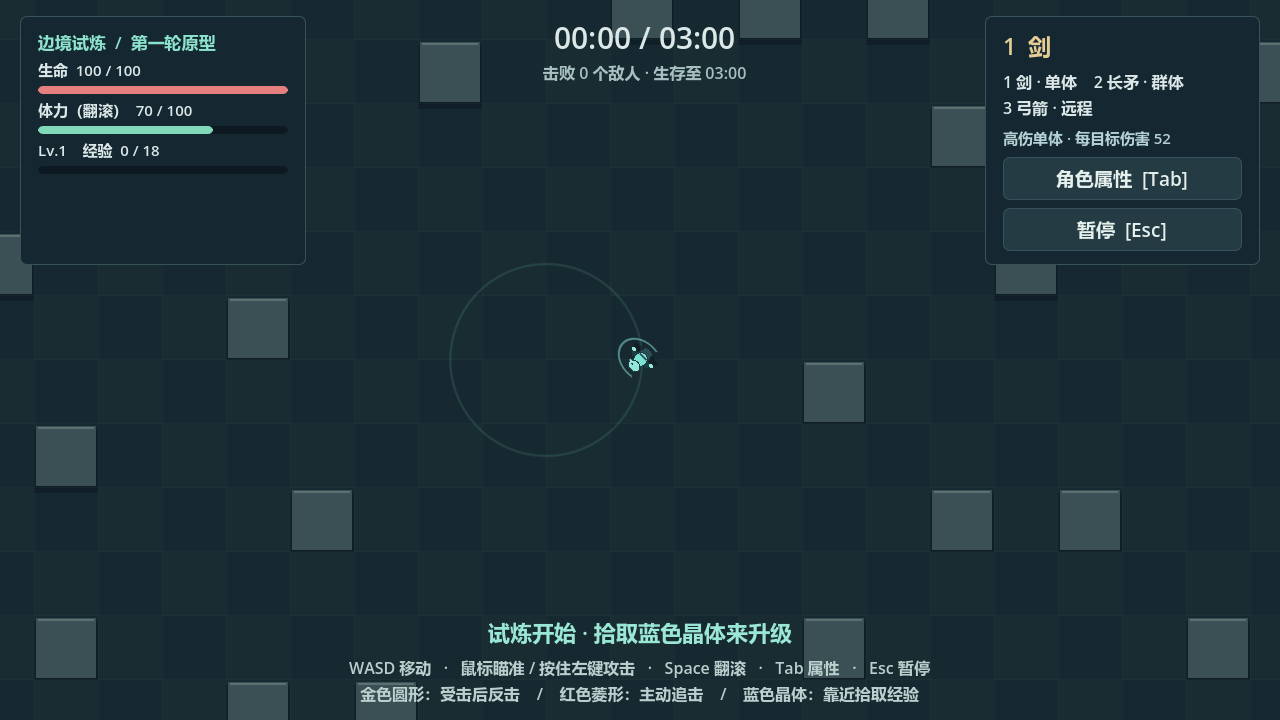 边境试炼 / 第一轮原型
生命 100 / 100
体力（翻滚） 70 / 100
Lv.1 经验 0 / 18
00:00 / 03:00
击败 0 个敌人 · 生存至 03:00
1 剑
1 剑 · 单体 2 长矛 · 群体
3 弓箭 · 远程
高伤单体 · 每目标伤害 52
角色属性 [Tab]
暂停 [Esc]
试炼开始 · 拾取蓝色晶体来升级
WASD 移动 · 鼠标瞄准 / 按住左键攻击 · Space 翻滚 · Tab 属性 · Esc 暂停
金色圆形：受击后反击 / 红色菱形：主动追击 / 蓝色晶体：靠近拾取经验